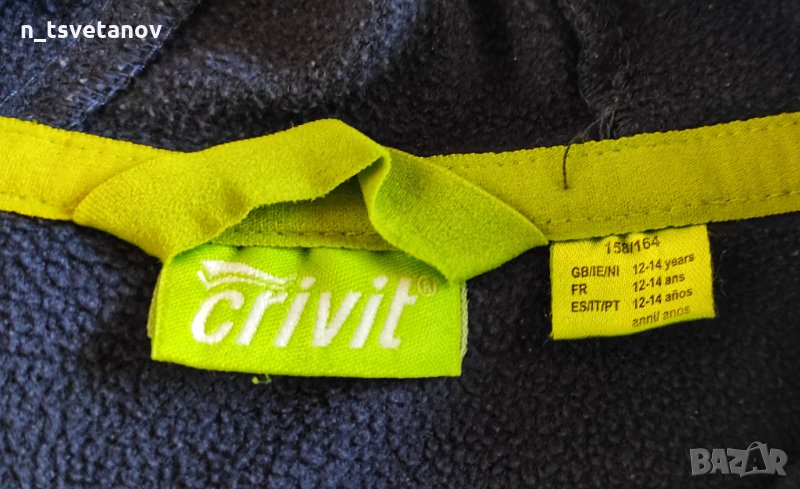 n_tsvetanov
crivit®
158/164
GB/IE/NI 12-14 years
FR 12-14 ans
ES/IT/PT 12-14 años
anni/ anos
BAZAR